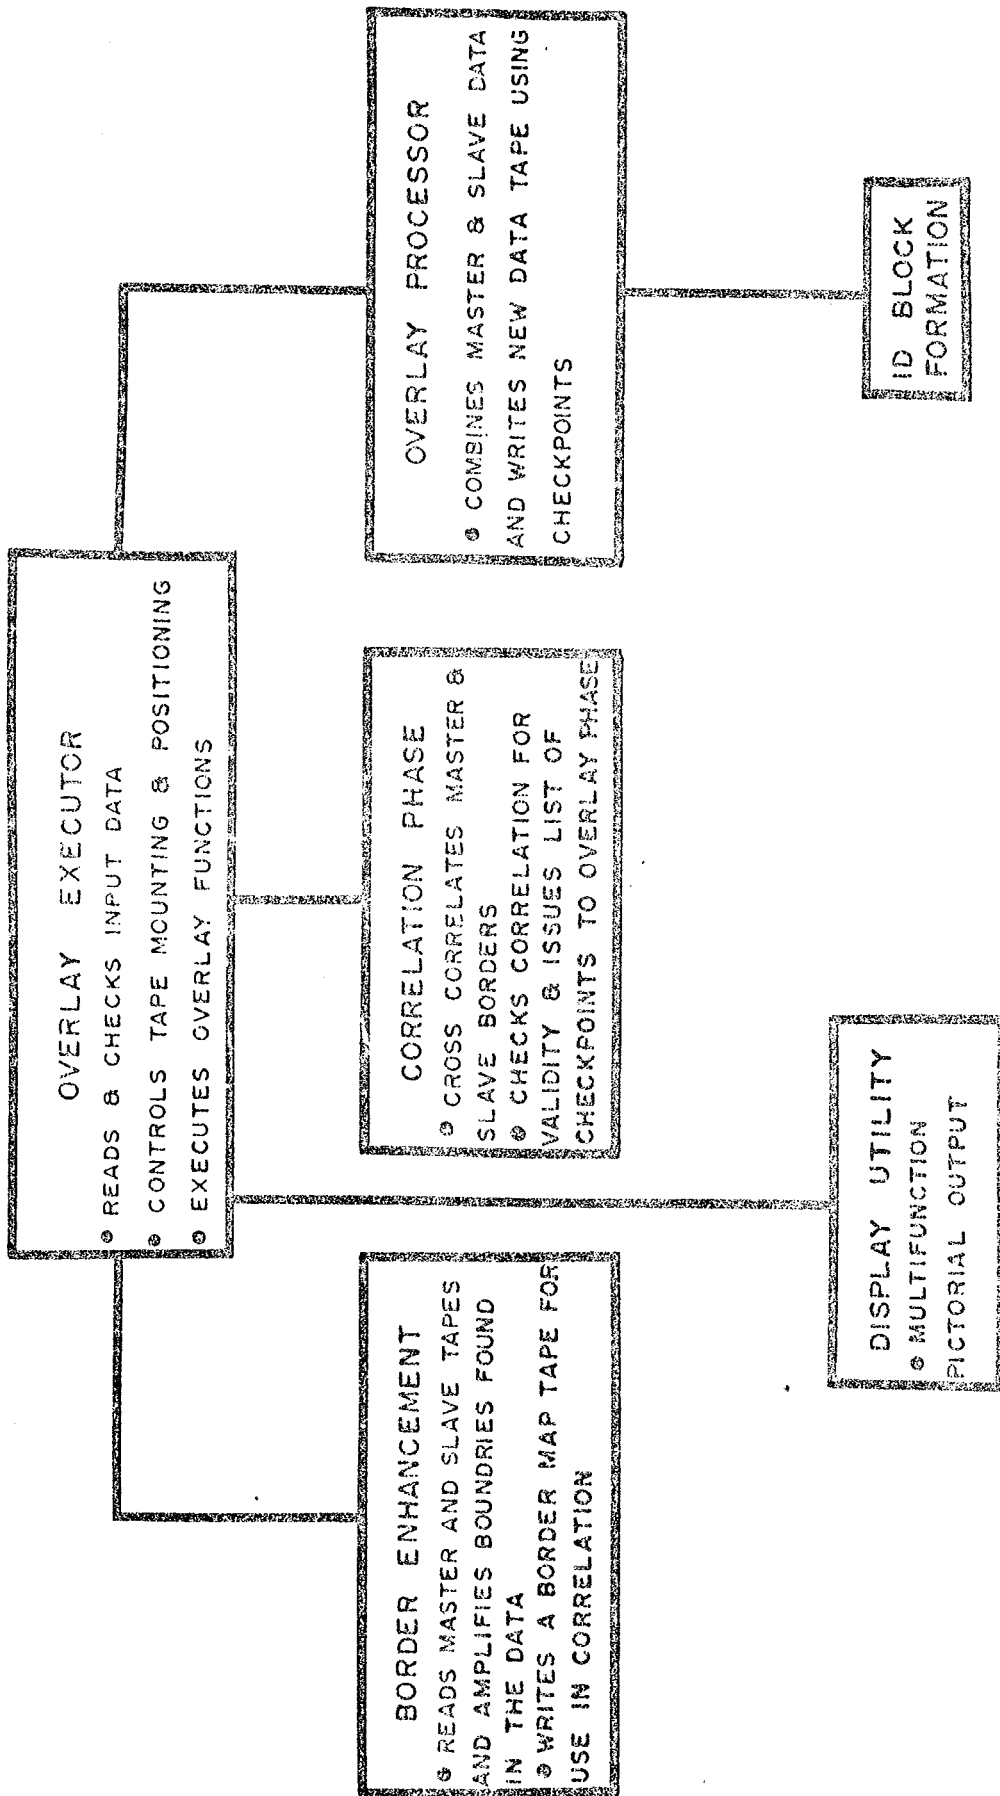 OVERLAY EXECUTOR
• READS & CHECKS INPUT DATA
• CONTROLS TAPE MOUNTING & POSITIONING
• EXECUTES OVERLAY FUNCTIONS
BORDER ENHANCEMENT
• READS MASTER AND SLAVE TAPES
AND AMPLIFIES BOUNDRIES FOUND
IN THE DATA
• WRITES A BORDER MAP TAPE FOR
USE IN CORRELATION
CORRELATION PHASE
• CROSS CORRELATES MASTER &
SLAVE BORDERS
• CHECKS CORRELATION FOR
VALIDITY & ISSUES LIST OF
CHECKPOINTS TO OVERLAY PHASE
OVERLAY PROCESSOR
• COMBINES MASTER & SLAVE DATA
AND WRITES NEW DATA TAPE USING
CHECKPOINTS
DISPLAY UTILITY
• MULTIFUNCTION
PICTORIAL OUTPUT
ID BLOCK
FORMATION